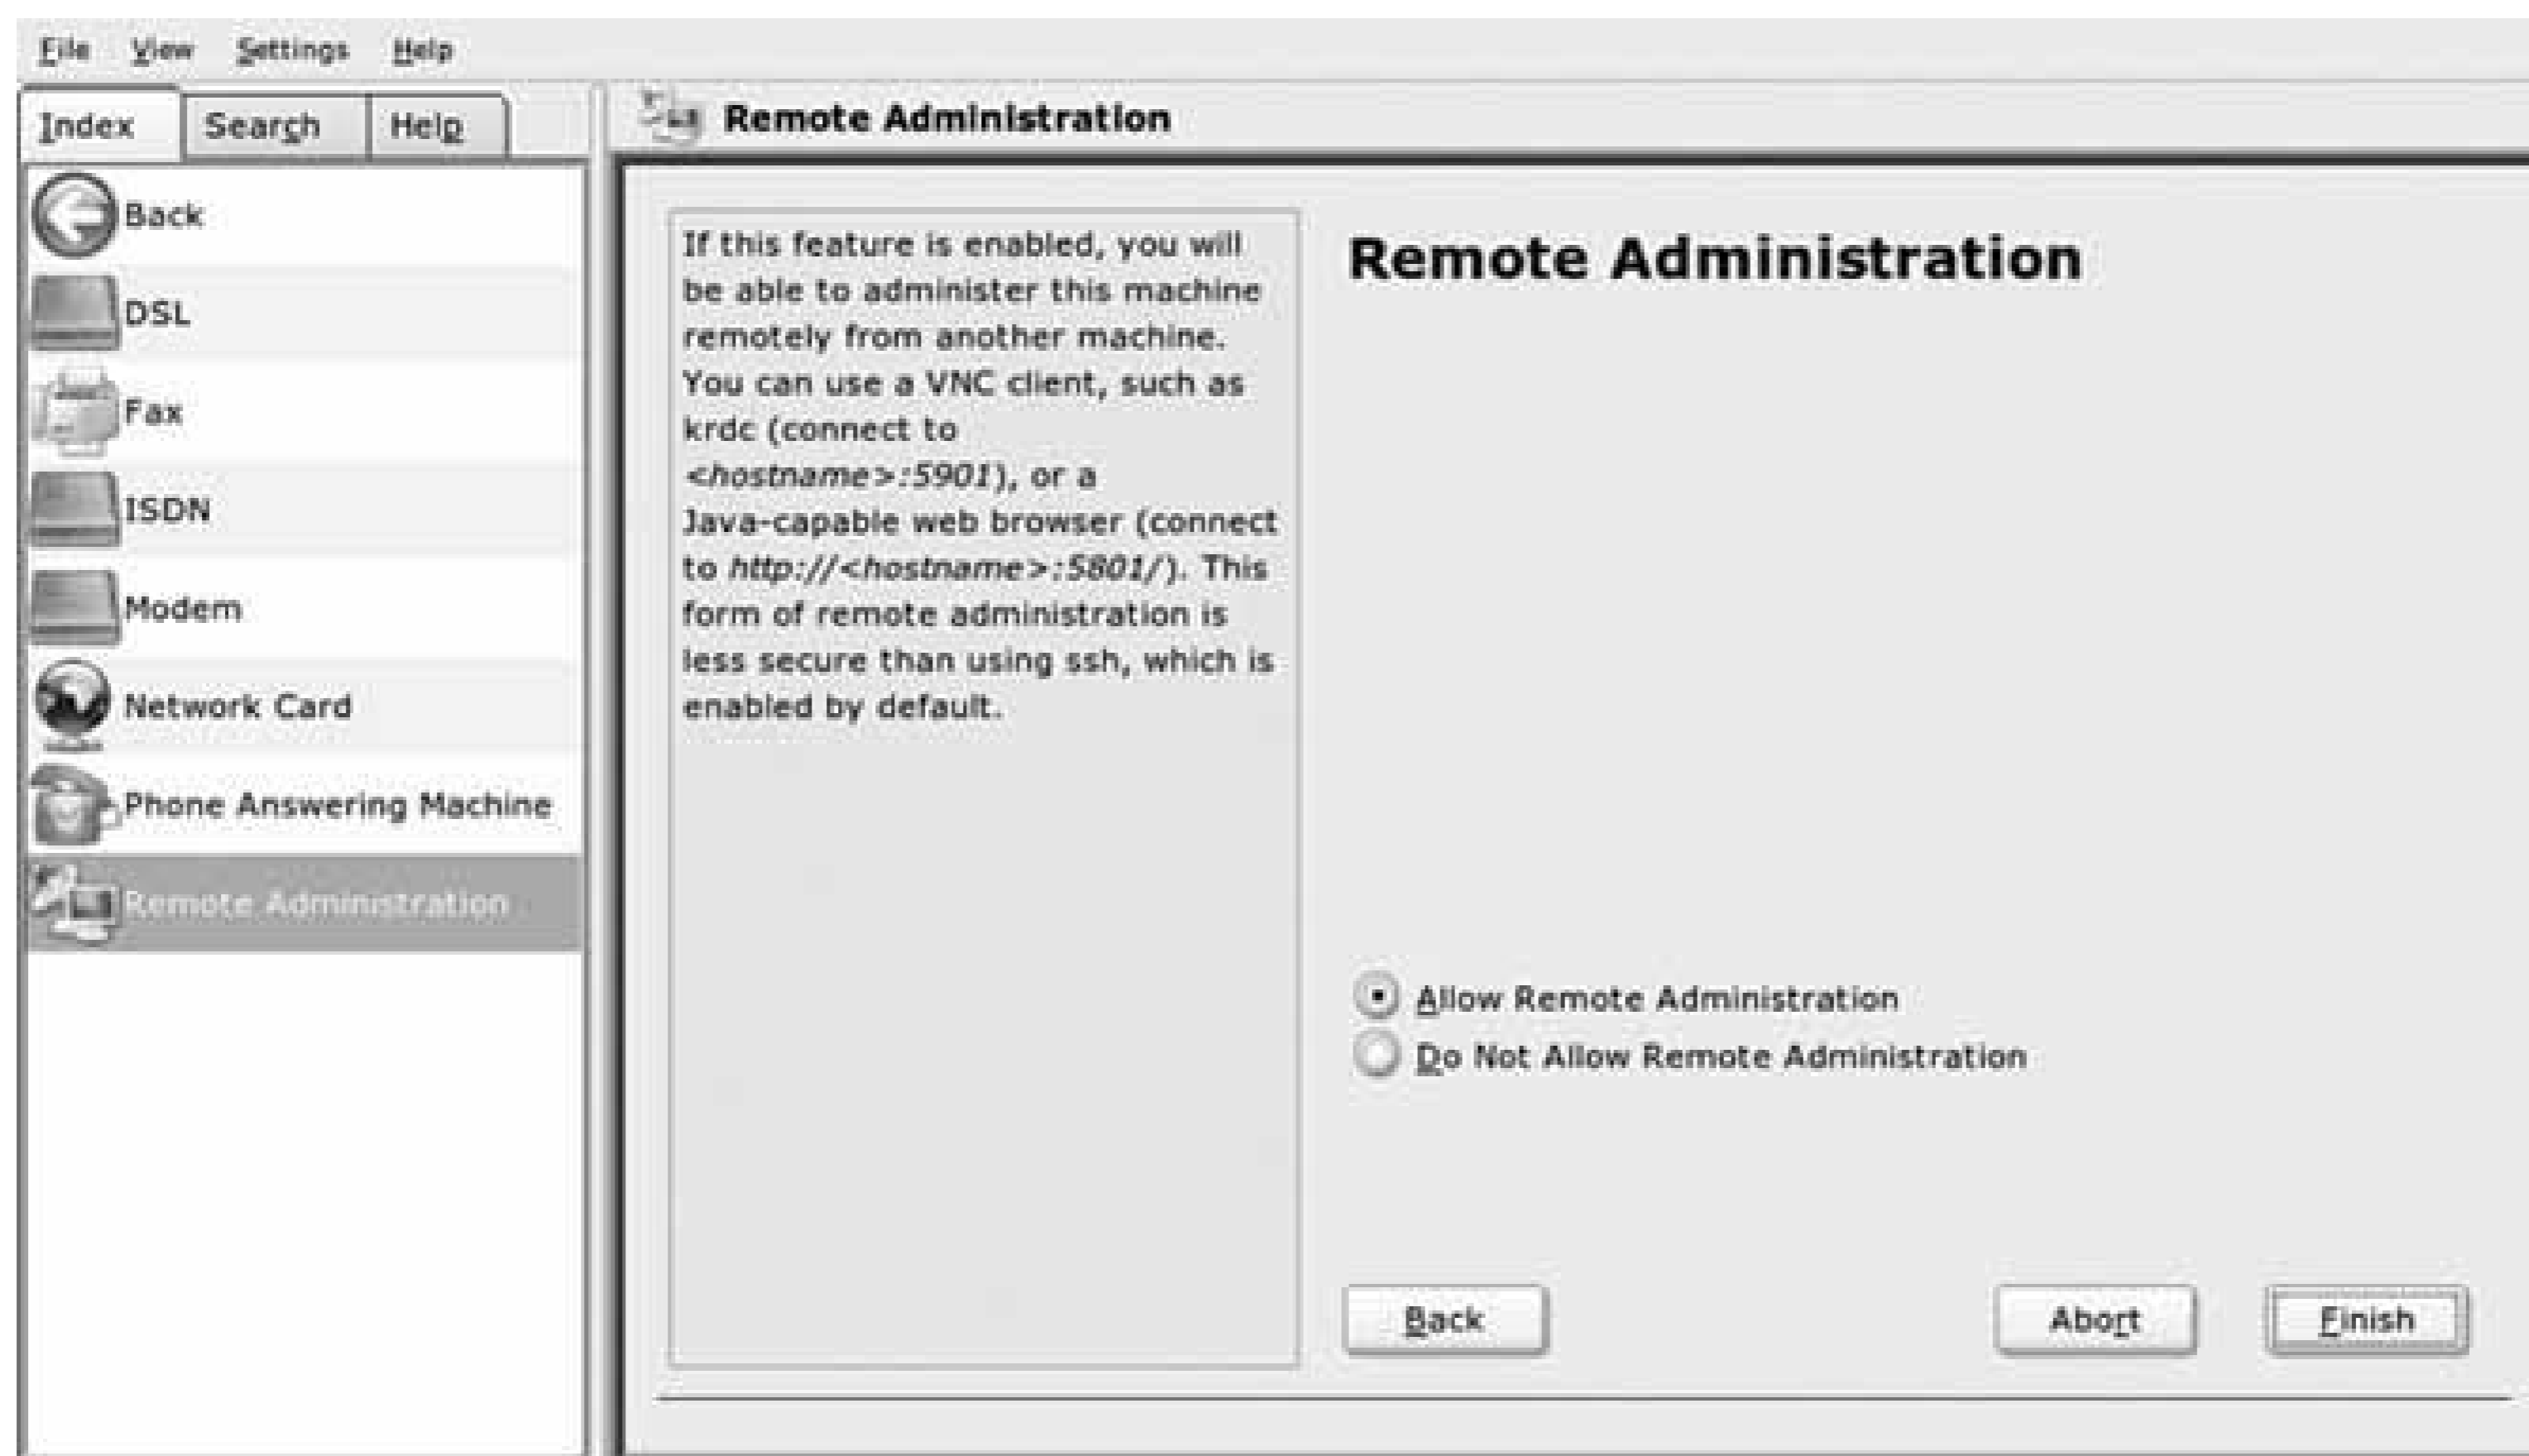 File View Settings Help
Index Search Help
Back
DSL
Fax
ISDN
Modem
Network Card
Phone Answering Machine
Remote Administration
Remote Administration
If this feature is enabled, you will
be able to administer this machine
remotely from another machine.
You can use a VNC client, such as
krdc (connect to
<hostname>:5901), or a
Java-capable web browser (connect
to http://<hostname>:5801/). This
form of remote administration is
less secure than using ssh, which is
enabled by default.
Remote Administration
Allow Remote Administration
Do Not Allow Remote Administration
Back Abort Finish